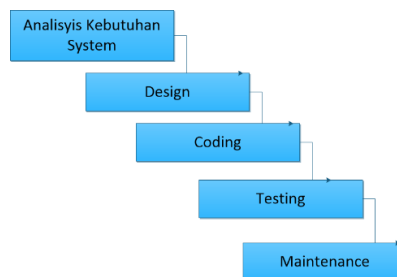 Analisyis Kebutuhan
System
Design
Coding
Testing
Maintenance